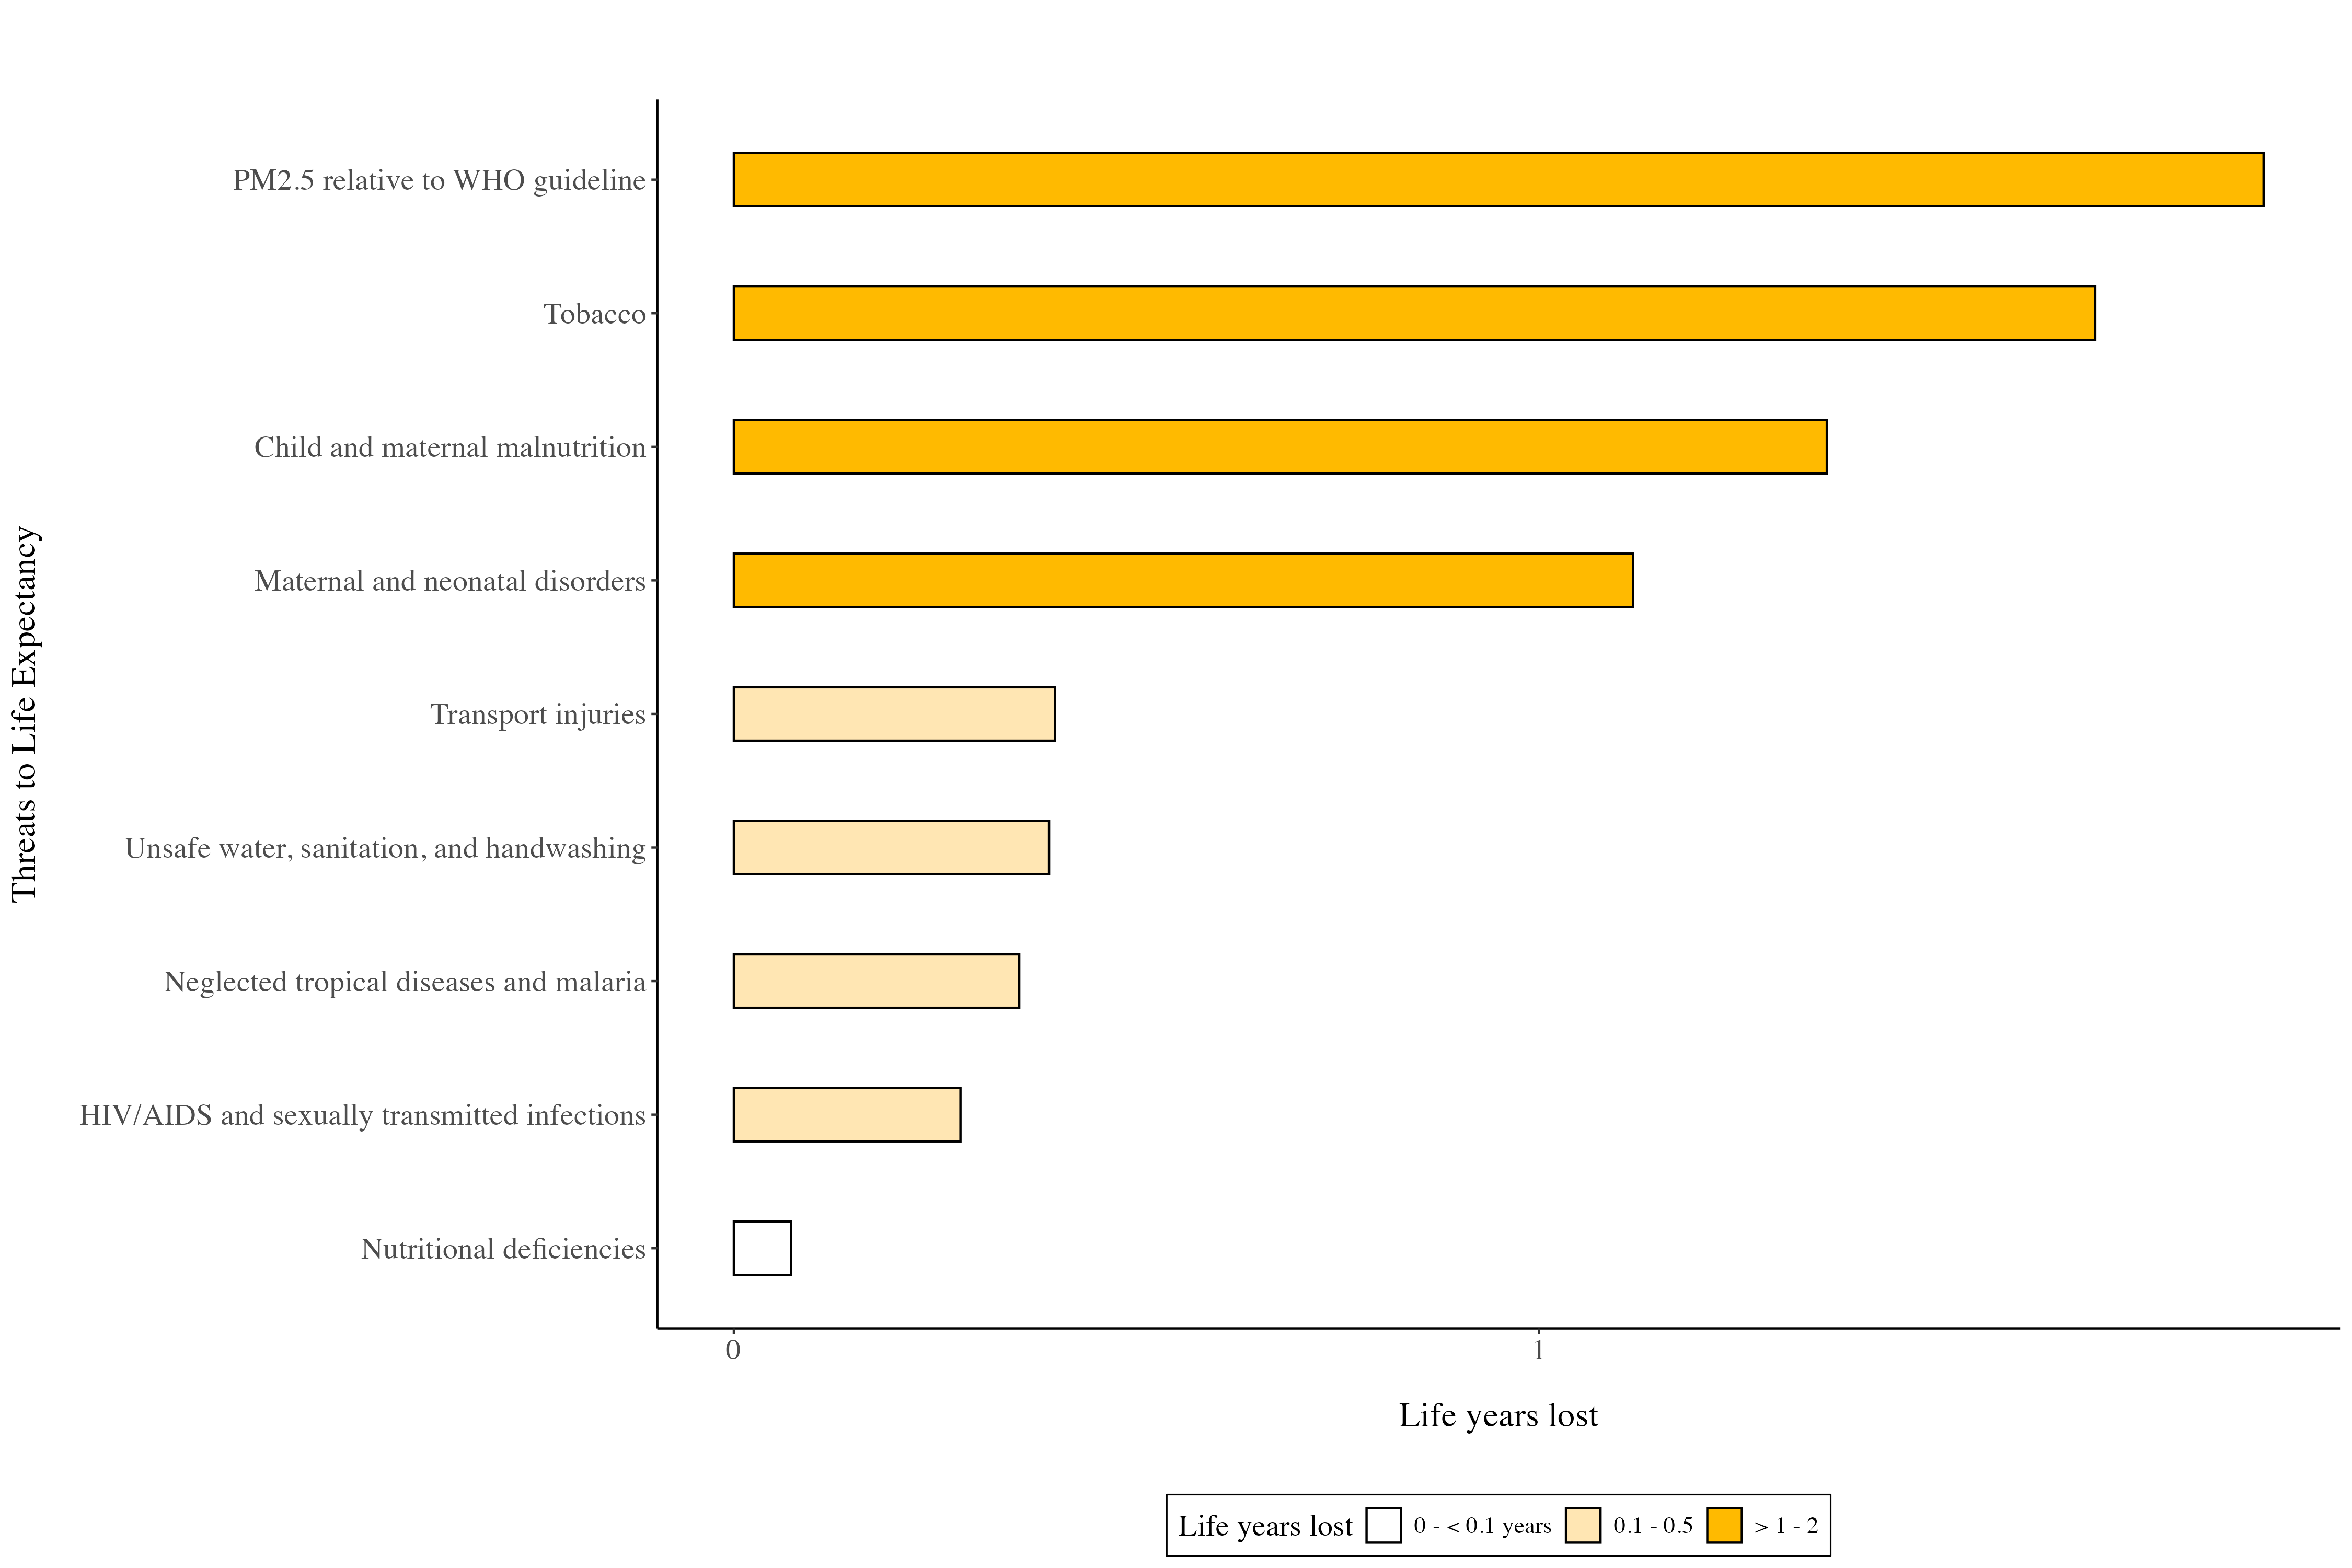 PM2.5 relative to WHO guideline
Tobacco
Child and maternal malnutrition
Maternal and neonatal disorders
Transport injuries
Unsafe water, sanitation, and handwashing
Neglected tropical diseases and malaria
HIV/AIDS and sexually transmitted infections
Nutritional deficiencies
Threats to Life Expectancy
0 1
Life years lost
Life years lost 0 - < 0.1 years 0.1 - 0.5 > 1 - 2